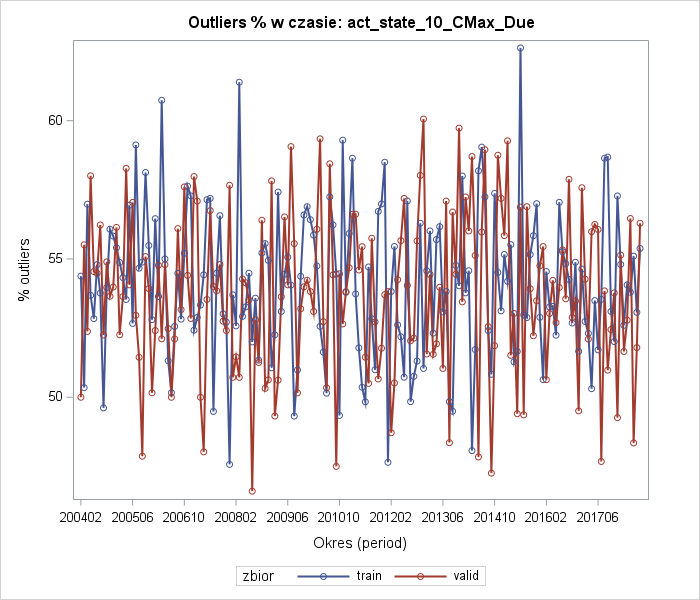 Outliers % w czasie: act_state_10_CMax_Due
% outliers
60
55
50
200402 200506 200610 200802 200906 201010 201202 201306 201410 201602 201706
Okres (period)
zbior train valid